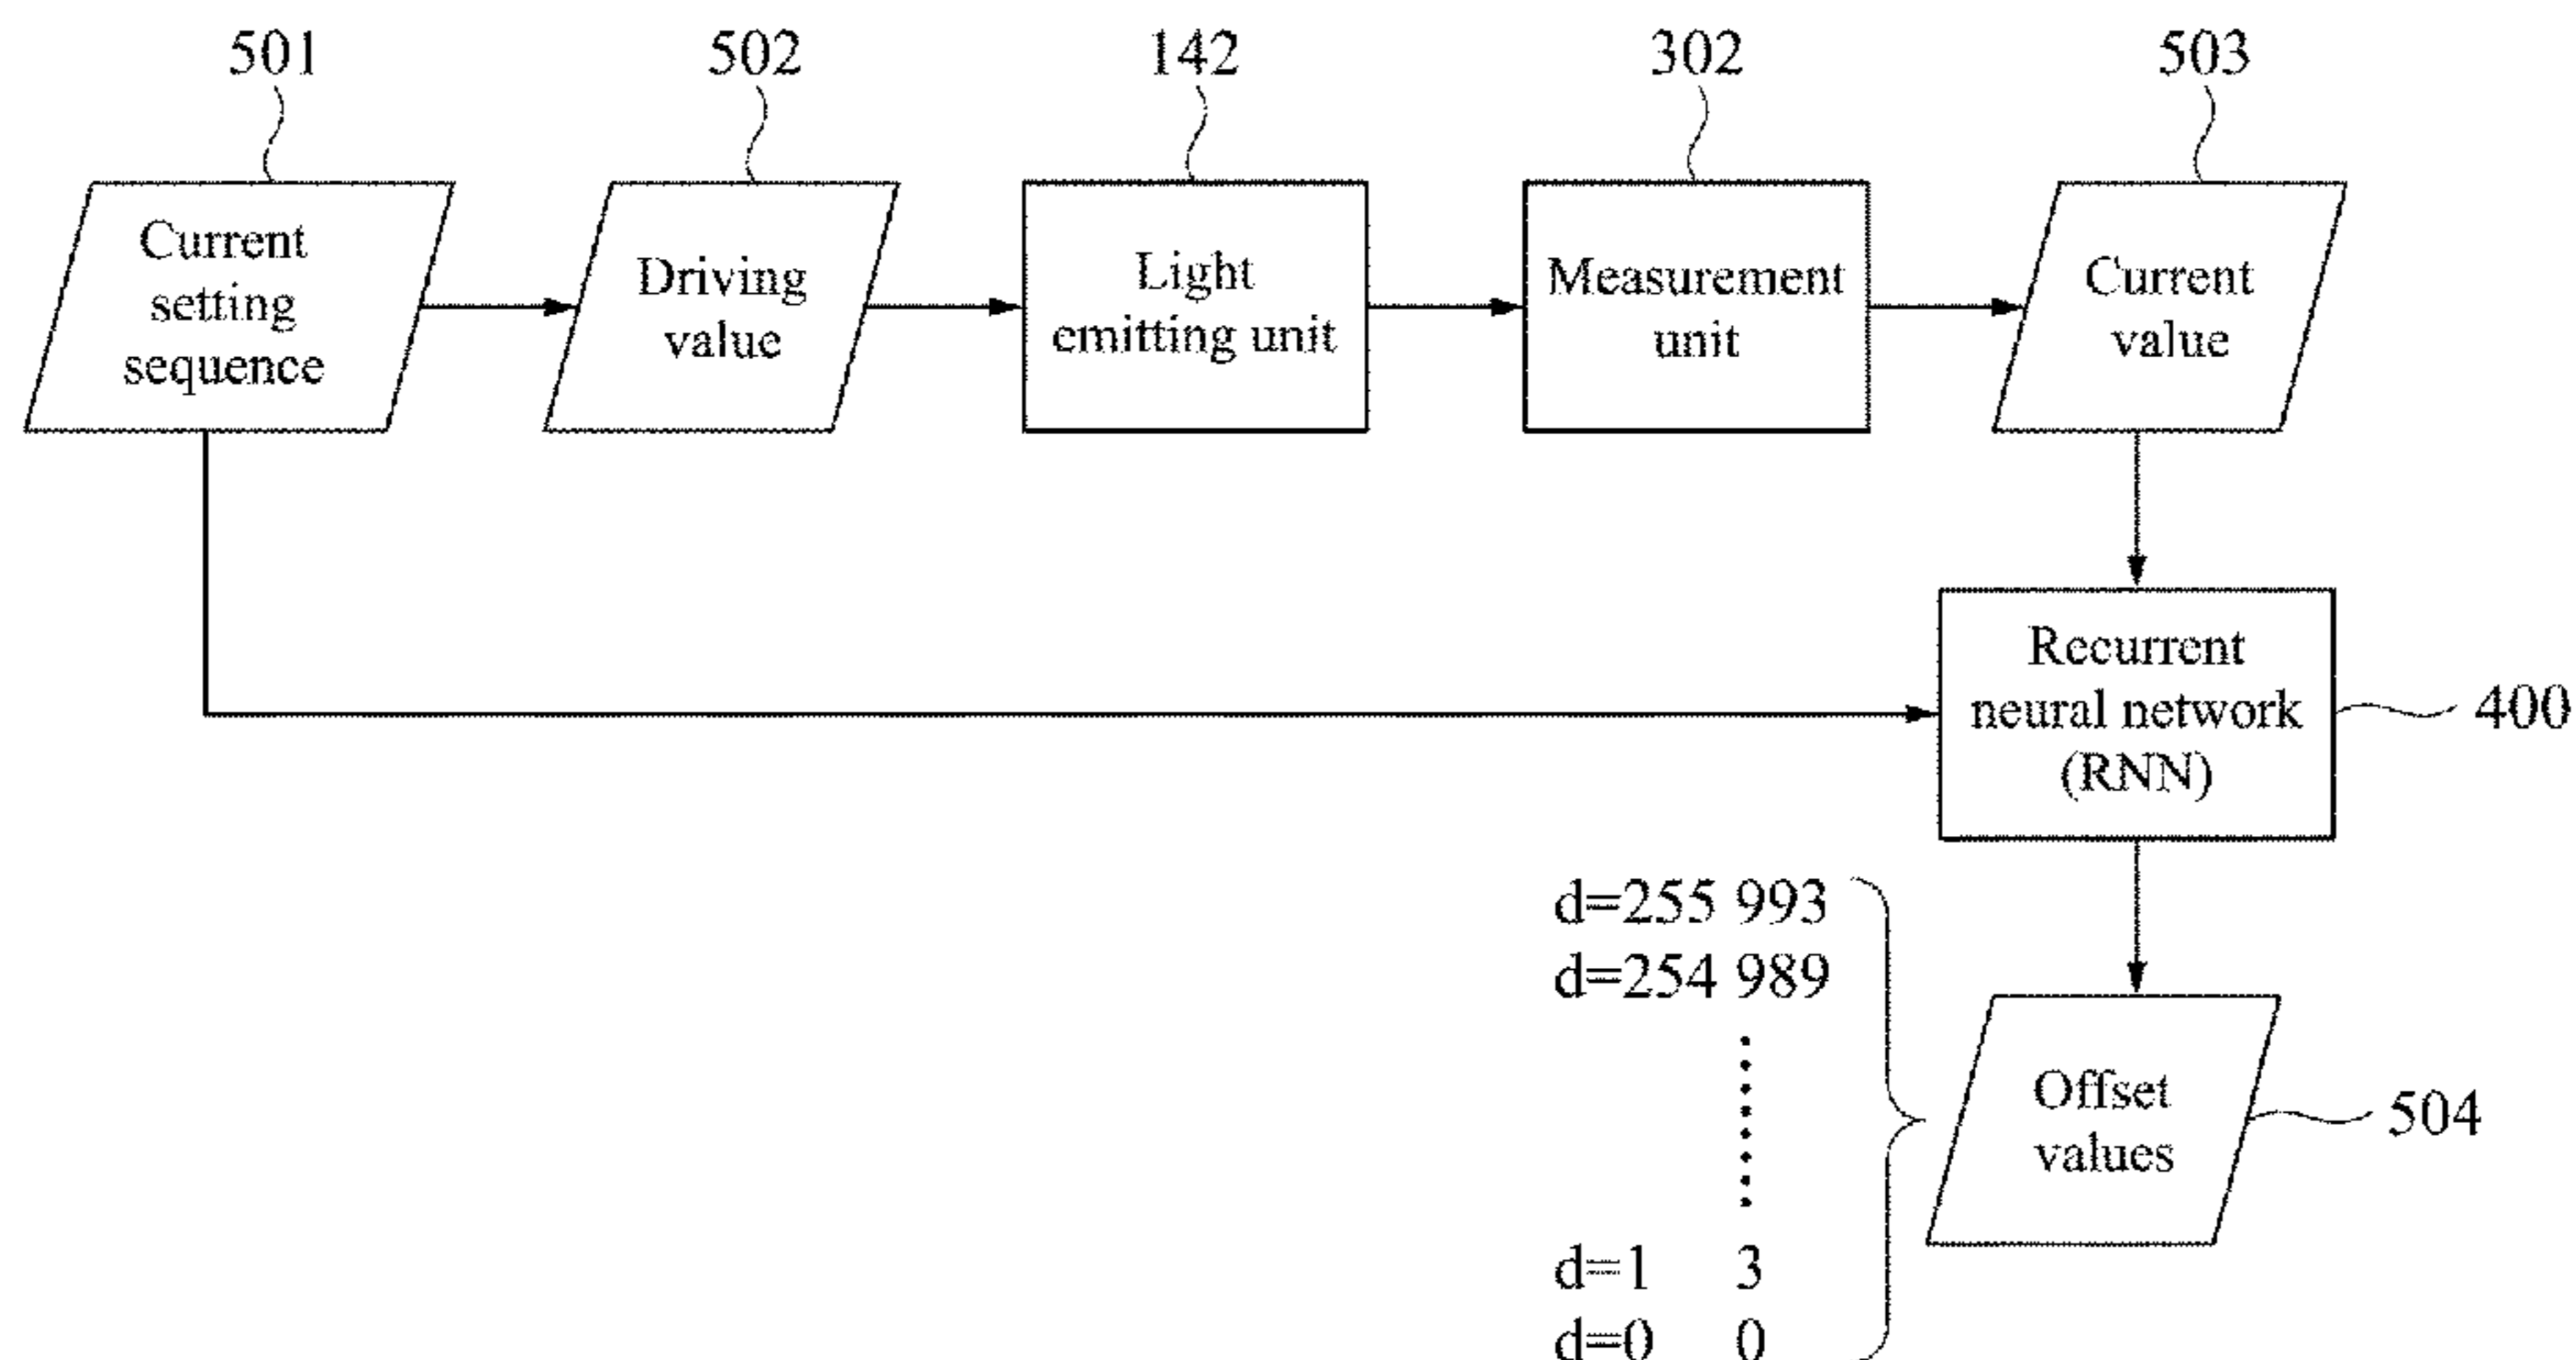 501
502
142
302
503
Current
setting
sequence
Driving
value
Light
emitting unit
Measurement
unit
Current
value
Recurrent
neural network
(RNN)
400
d=255 993
d=254 989
d=1 3
d=0 0
Offset
values
504